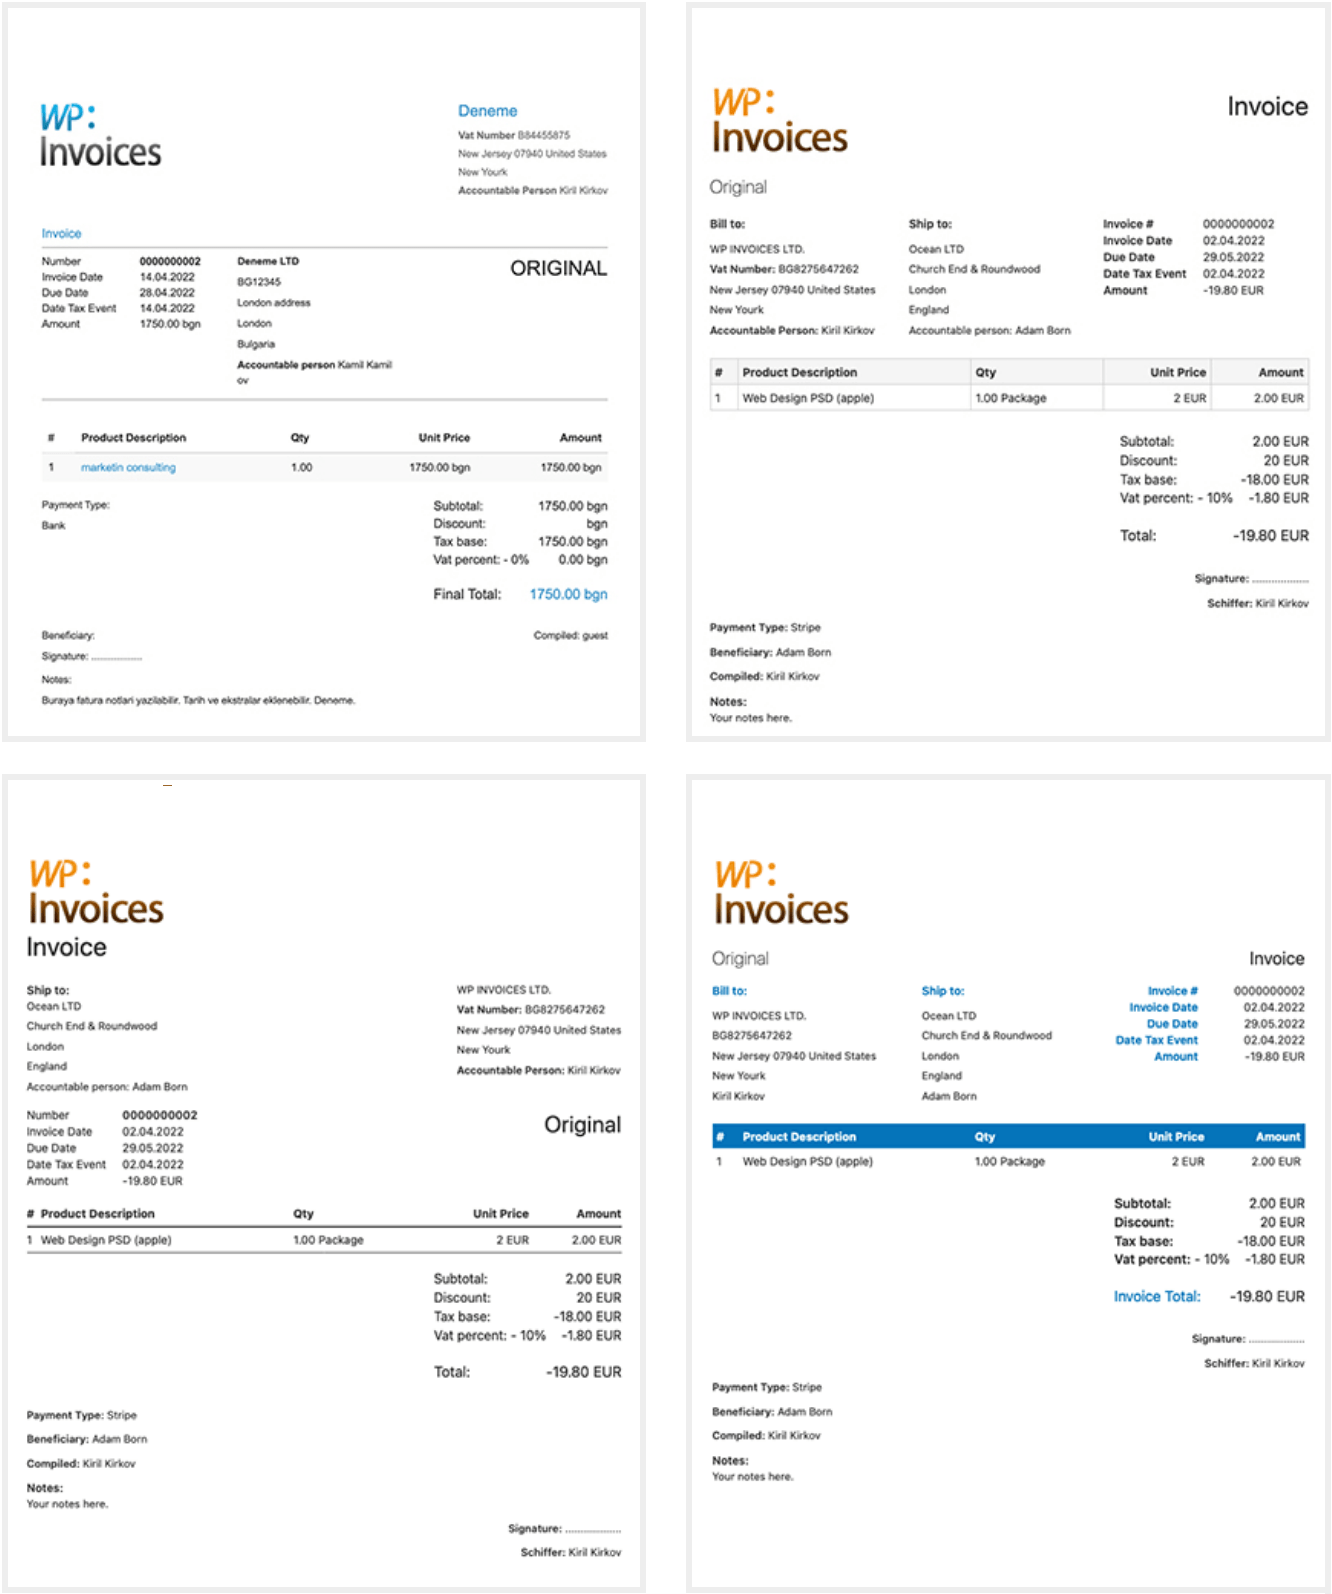 WP:
Invoices
Deneme
Vat Number B84455875
New Jersey 07940 United States
New Yourk
Accountable Person Kiril Kirkov
Invoice
Number 0000000002
Invoice Date 14.04.2022
Due Date 28.04.2022
Date Tax Event 14.04.2022
Amount 1750.00 bgn
Deneme LTD
BG12345
London address
London
Bulgaria
Accountable person Kamil Kamil
ov
ORIGINAL
# Product Description Qty Unit Price Amount
1 marketin consulting 1.00 1750.00 bgn 1750.00 bgn
Payment Type:
Bank
Subtotal: 1750.00 bgn
Discount: bgn
Tax base: 1750.00 bgn
Vat percent: - 0% 0.00 bgn
Final Total: 1750.00 bgn
Beneficiary: Compiled: guest
Signature: ....................
Notes:
Buraya fatura notlari yazilabilir. Tarih ve ekstralar eklenebilir. Deneme.
WP:
Invoices
Invoice
Original
Bill to:
WP INVOICES LTD.
Vat Number: BG8275647262
New Jersey 07940 United States
New Yourk
Accountable Person: Kiril Kirkov
Ship to:
Ocean LTD
Church End & Roundwood
London
England
Accountable person: Adam Born
Invoice # 0000000002
Invoice Date 02.04.2022
Due Date 29.05.2022
Date Tax Event 02.04.2022
Amount -19.80 EUR
# Product Description Qty Unit Price Amount
1 Web Design PSD (apple) 1.00 Package 2 EUR 2.00 EUR
Subtotal: 2.00 EUR
Discount: 20 EUR
Tax base: -18.00 EUR
Vat percent: - 10% -1.80 EUR
Total: -19.80 EUR
Signature: ....................
Schiffer: Kiril Kirkov
Payment Type: Stripe
Beneficiary: Adam Born
Compiled: Kiril Kirkov
Notes:
Your notes here.
WP:
Invoices
Invoice
Ship to:
Ocean LTD
Church End & Roundwood
London
England
Accountable person: Adam Born
WP INVOICES LTD.
Vat Number: BG8275647262
New Jersey 07940 United States
New Yourk
Accountable Person: Kiril Kirkov
Number 0000000002
Invoice Date 02.04.2022
Due Date 29.05.2022
Date Tax Event 02.04.2022
Amount -19.80 EUR
Original
# Product Description Qty Unit Price Amount
1 Web Design PSD (apple) 1.00 Package 2 EUR 2.00 EUR
Subtotal: 2.00 EUR
Discount: 20 EUR
Tax base: -18.00 EUR
Vat percent: - 10% -1.80 EUR
Total: -19.80 EUR
Payment Type: Stripe
Beneficiary: Adam Born
Compiled: Kiril Kirkov
Notes:
Your notes here.
Signature: ....................
Schiffer: Kiril Kirkov
WP:
Invoices
Original Invoice
Bill to:
WP INVOICES LTD.
BG8275647262
New Jersey 07940 United States
New Yourk
Kiril Kirkov
Ship to:
Ocean LTD
Church End & Roundwood
London
England
Adam Born
Invoice # 0000000002
Invoice Date 02.04.2022
Due Date 29.05.2022
Date Tax Event 02.04.2022
Amount -19.80 EUR
# Product Description Qty Unit Price Amount
1 Web Design PSD (apple) 1.00 Package 2 EUR 2.00 EUR
Subtotal: 2.00 EUR
Discount: 20 EUR
Tax base: -18.00 EUR
Vat percent: - 10% -1.80 EUR
Invoice Total: -19.80 EUR
Signature: ....................
Schiffer: Kiril Kirkov
Payment Type: Stripe
Beneficiary: Adam Born
Compiled: Kiril Kirkov
Notes:
Your notes here.